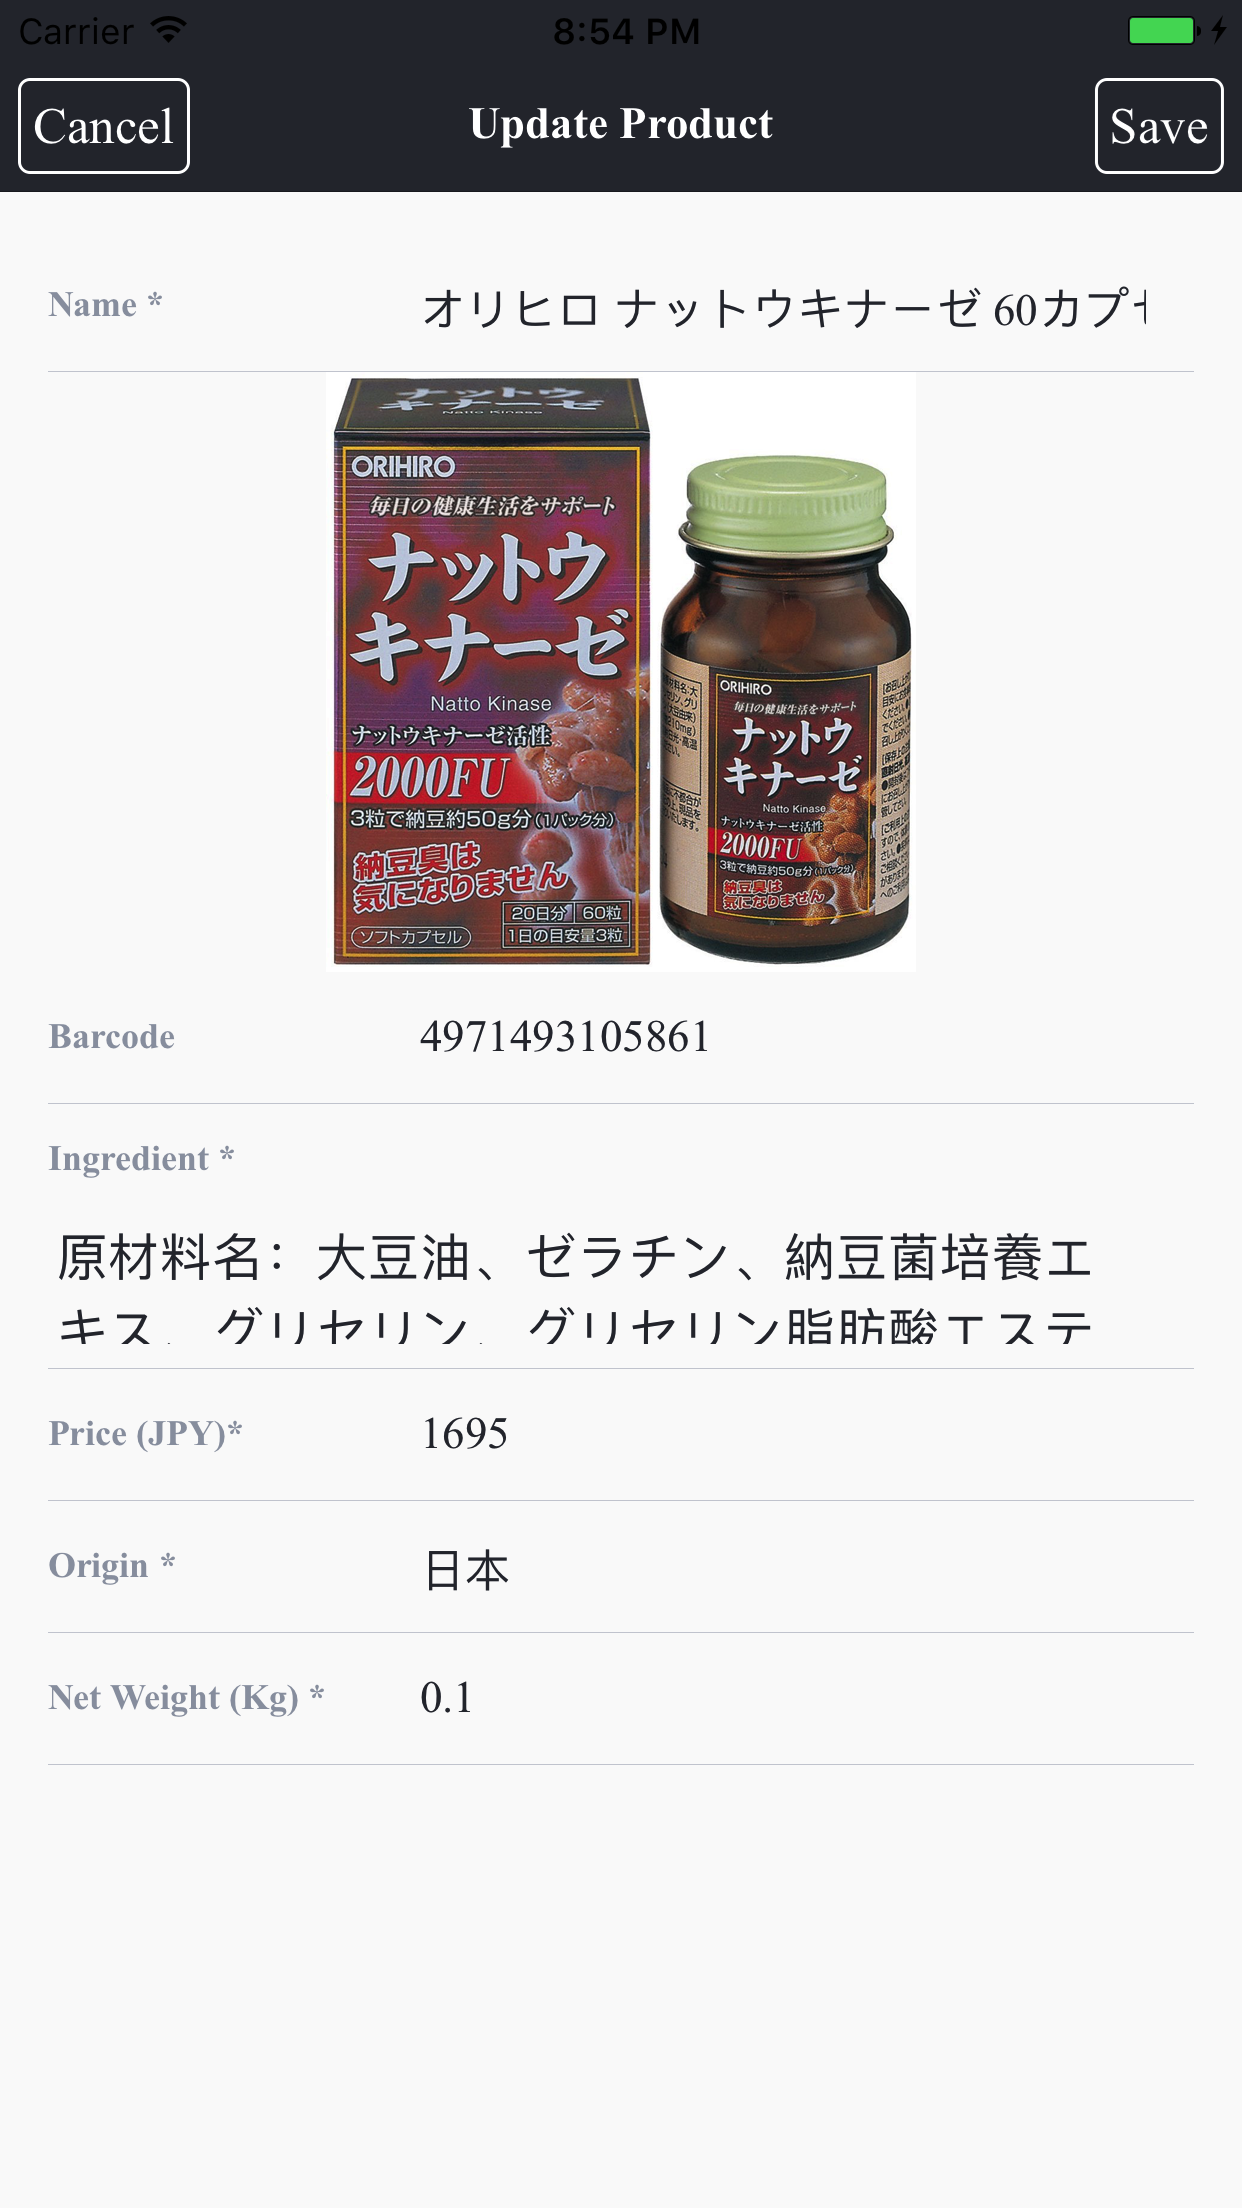 Carrier
8:54 PM
Cancel
Update Product
Save
Name *
オリヒロ ナットウキナーゼ 60カプ
ナットウ
キナーゼ
Natto Kinase
ORIHIRO
毎日の健康生活をサポート
ナットウ
キナーゼ
Natto Kinase
ナットウキナーゼ活性
2000FU
3粒で納豆約50g分(1パック分)
納豆臭は
気になりません
20日分 60粒
ソフトカプセル
1日の目安量3粒
ORIHIRO
毎日の健康生活をサポート
ナットウ
キナーゼ
Natto Kinase
ナットウキナーゼ活性
2000FU
3粒で納豆約50g分(1パック分)
納豆臭は
気になりません
Barcode
4971493105861
Ingredient *
原材料名：大豆油、ゼラチン、納豆菌培養エ
キス、グリセリン、グリセリン脂肪酸エステ
Price (JPY)*
1695
Origin *
日本
Net Weight (Kg) *
0.1